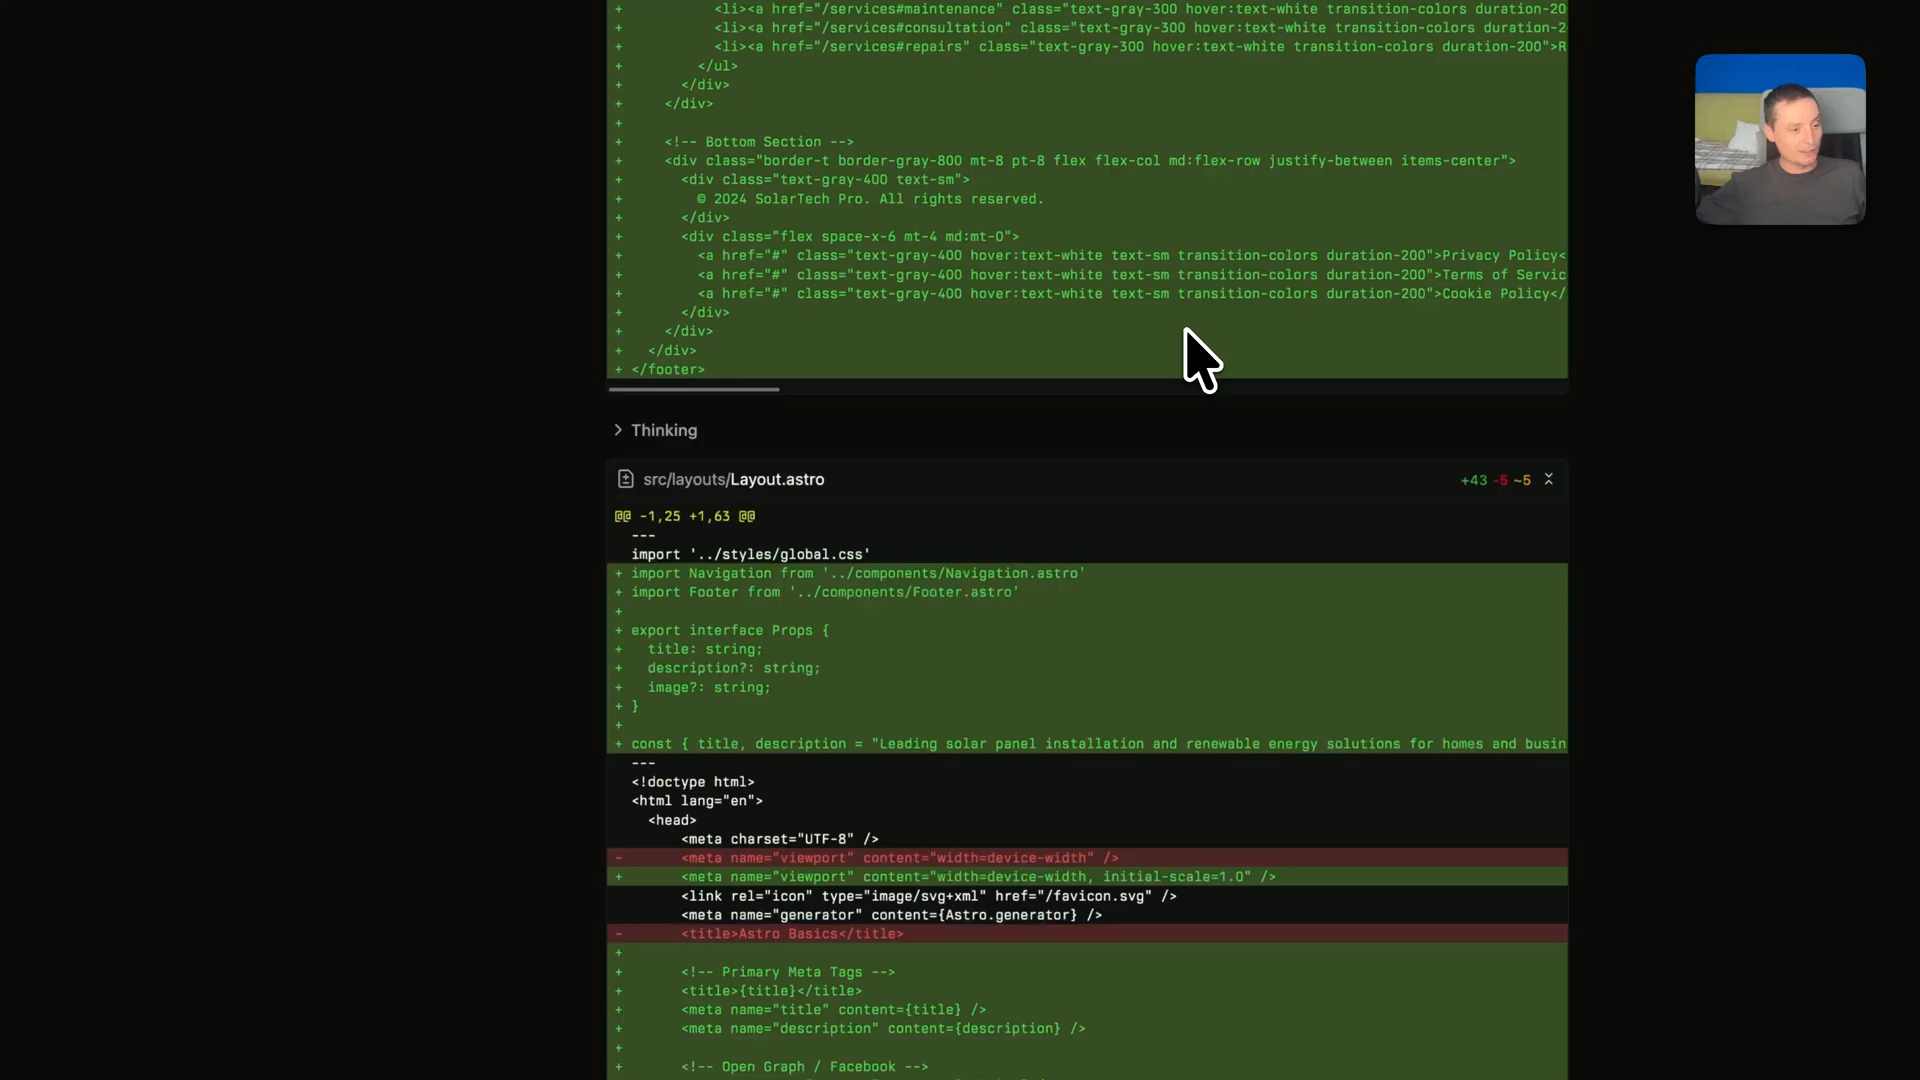 + <li><a href="/services#maintenance" class="text-gray-300 hover:text-white transition-colors duration-20
+ <li><a href="/services#consultation" class="text-gray-300 hover:text-white transition-colors duration-2
+ <li><a href="/services#repairs" class="text-gray-300 hover:text-white transition-colors duration-200">R
+ </ul>
+ </div>
+ </div>
+
+ <!-- Bottom Section -->
+ <div class="border-t border-gray-800 mt-8 pt-8 flex flex-col md:flex-row justify-between items-center">
+ <div class="text-gray-400 text-sm">
+ © 2024 SolarTech Pro. All rights reserved.
+ </div>
+ <div class="flex space-x-6 mt-4 md:mt-0">
+ <a href="#" class="text-gray-400 hover:text-white text-sm transition-colors duration-200">Privacy Policy<
+ <a href="#" class="text-gray-400 hover:text-white text-sm transition-colors duration-200">Terms of Servic
+ <a href="#" class="text-gray-400 hover:text-white text-sm transition-colors duration-200">Cookie Policy</
+ </div>
+ </div>
+ </div>
+ </footer>
> Thinking
src/layouts/Layout.astro +43 -5 ~5
@@ -1,25 +1,63 @@
---
import '../styles/global.css'
+ import Navigation from '../components/Navigation.astro'
+ import Footer from '../components/Footer.astro'
+
+ export interface Props {
+ title: string;
+ description?: string;
+ image?: string;
+ }
+
+ const { title, description = "Leading solar panel installation and renewable energy solutions for homes and busin
---
<!doctype html>
<html lang="en">
<head>
<meta charset="UTF-8" />
- <meta name="viewport" content="width=device-width" />
+ <meta name="viewport" content="width=device-width, initial-scale=1.0" />
<link rel="icon" type="image/svg+xml" href="/favicon.svg" />
<meta name="generator" content={Astro.generator} />
- <title>Astro Basics</title>
+
+ <!-- Primary Meta Tags -->
+ <title>{title}</title>
+ <meta name="title" content={title} />
+ <meta name="description" content={description} />
+
+ <!-- Open Graph / Facebook -->